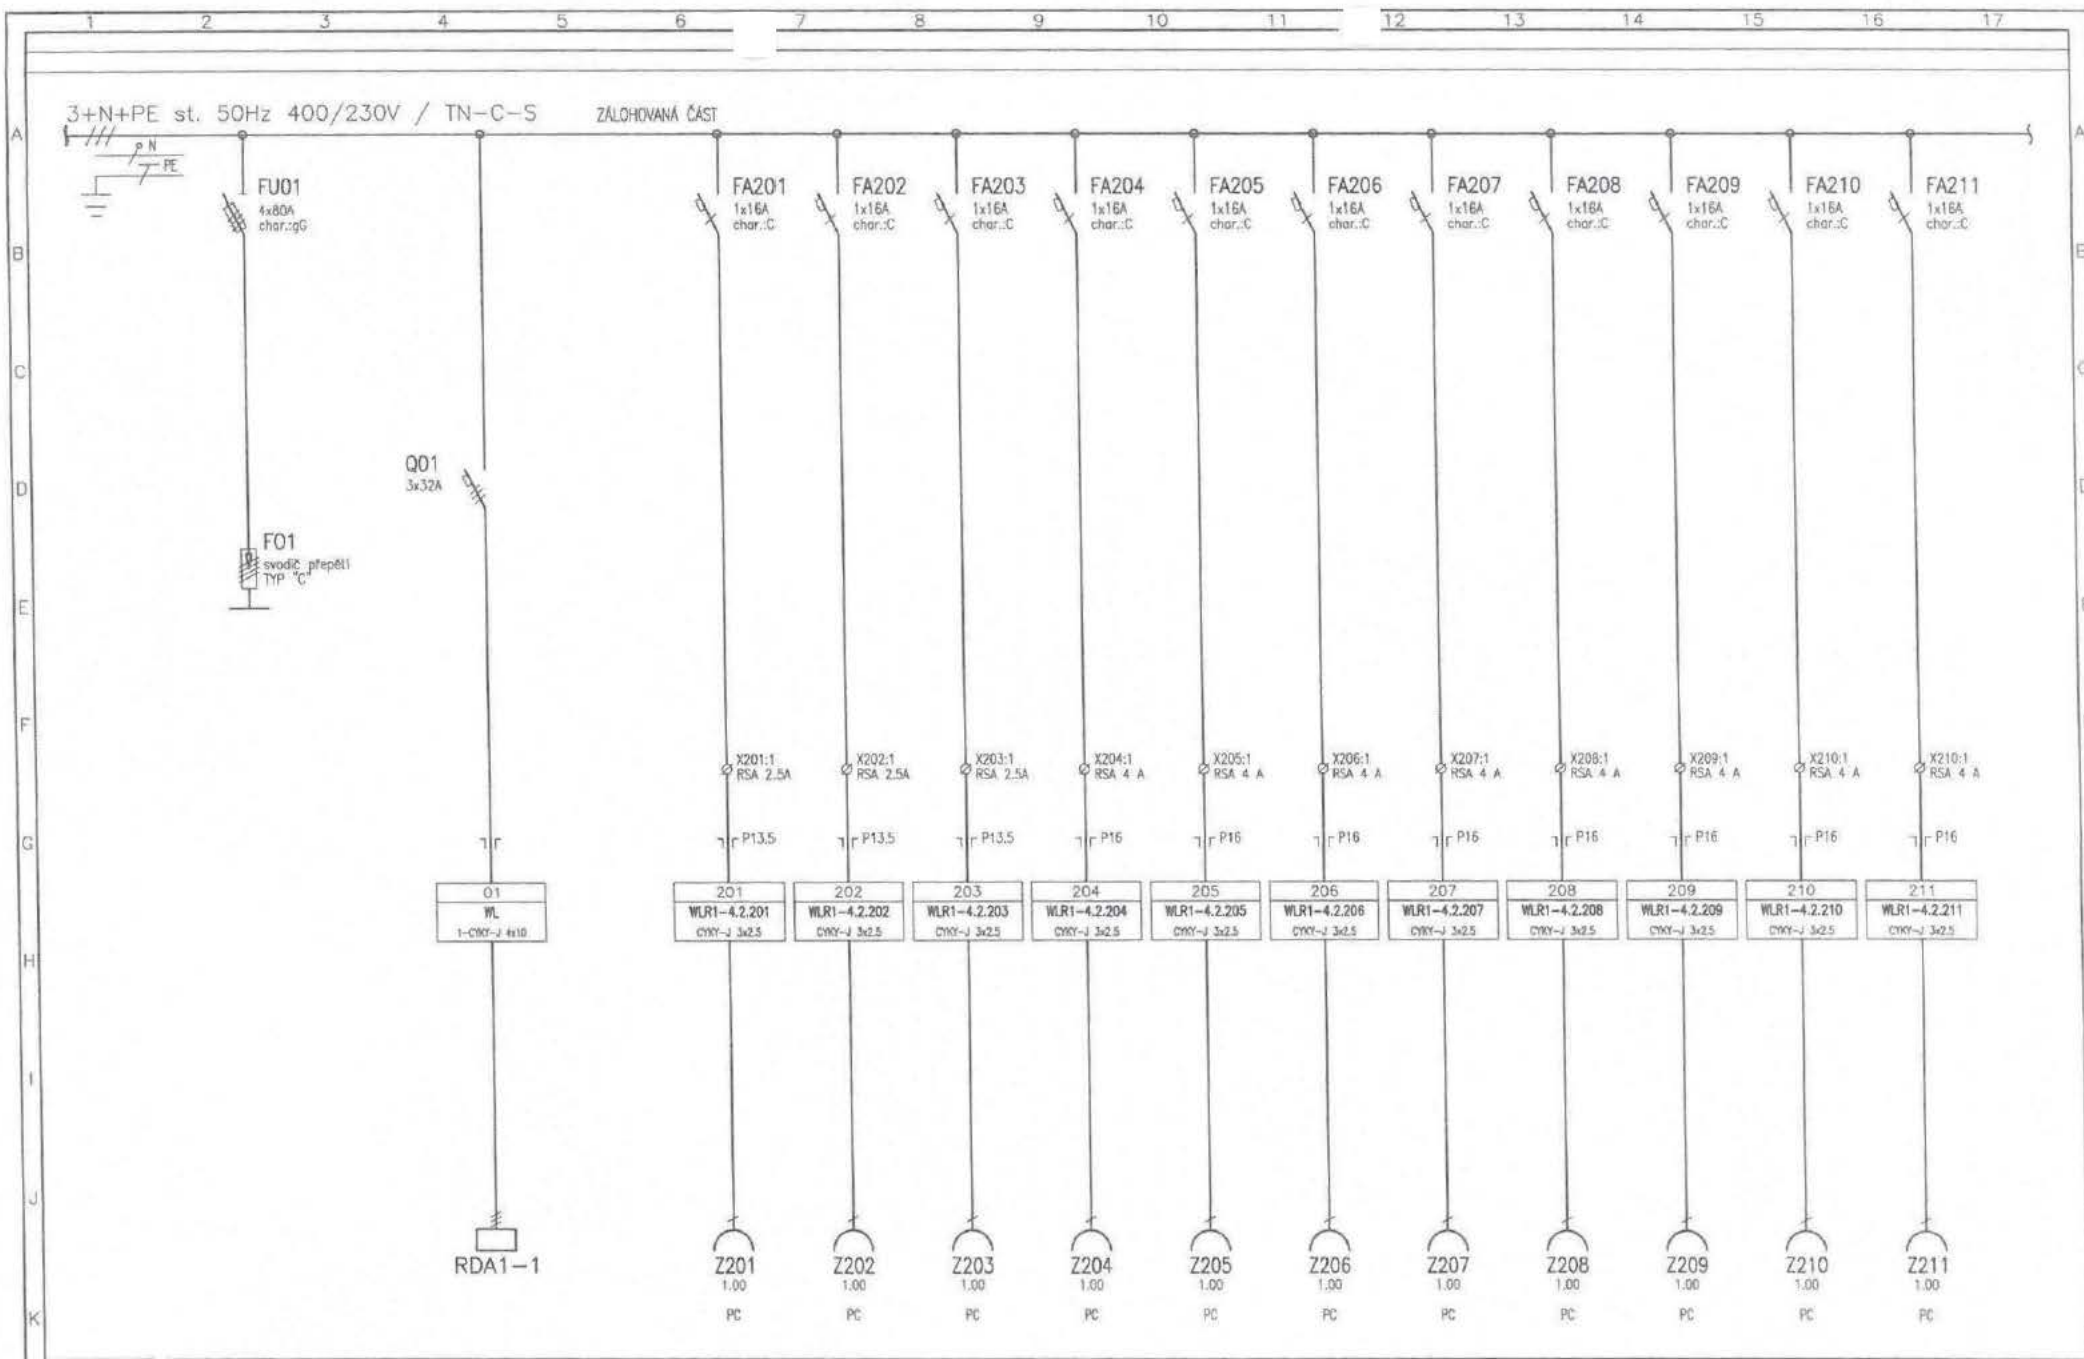 1 2 3 4 5 6 7 8 9 10 11 12 13 14 15 16 17
3+N+PE st. 50Hz 400/230V / TN-C-S ZÁLOHOVANÁ ČÁST
A A
N
PE
FU01 FA201 FA202 FA203 FA204 FA205 FA206 FA207 FA208 FA209 FA210 FA211
4x80A 1x16A 1x16A 1x16A 1x16A 1x16A 1x16A 1x16A 1x16A 1x16A 1x16A 1x16A
char.:gG char.:C char.:C char.:C char.:C char.:C char.:C char.:C char.:C char.:C char.:C char.:C
B
C
QD1
3x32A
D
FO1
svodič přepětí
TYP "C"
E
F
X201:1 X202:1 X203:1 X204:1 X205:1 X206:1 X207:1 X208:1 X209:1 X210:1 X210:1
RSA 2.5A RSA 2.5A RSA 2.5A RSA 4 A RSA 4 A RSA 4 A RSA 4 A RSA 4 A RSA 4 A RSA 4 A RSA 4 A
G P13,5 P13,5 P13,5 P16 P16 P16 P16 P16 P16 P16 P16
01 201 202 203 204 205 206 207 208 209 210 211
WL WLR1-4.2.201 WLR1-4.2.202 WLR1-4.2.203 WLR1-4.2.204 WLR1-4.2.205 WLR1-4.2.206 WLR1-4.2.207 WLR1-4.2.208 WLR1-4.2.209 WLR1-4.2.210 WLR1-4.2.211
1-CYKY-J 4x10 CYKY-J 3x2.5 CYKY-J 3x2.5 CYKY-J 3x2.5 CYKY-J 3x2.5 CYKY-J 3x2.5 CYKY-J 3x2.5 CYKY-J 3x2.5 CYKY-J 3x2.5 CYKY-J 3x2.5 CYKY-J 3x2.5 CYKY-J 3x2.5
H
I
J
RDA1-1 Z201 Z202 Z203 Z204 Z205 Z206 Z207 Z208 Z209 Z210 Z211
1.00 1.00 1.00 1.00 1.00 1.00 1.00 1.00 1.00 1.00 1.00
K PC PC PC PC PC PC PC PC PC PC PC